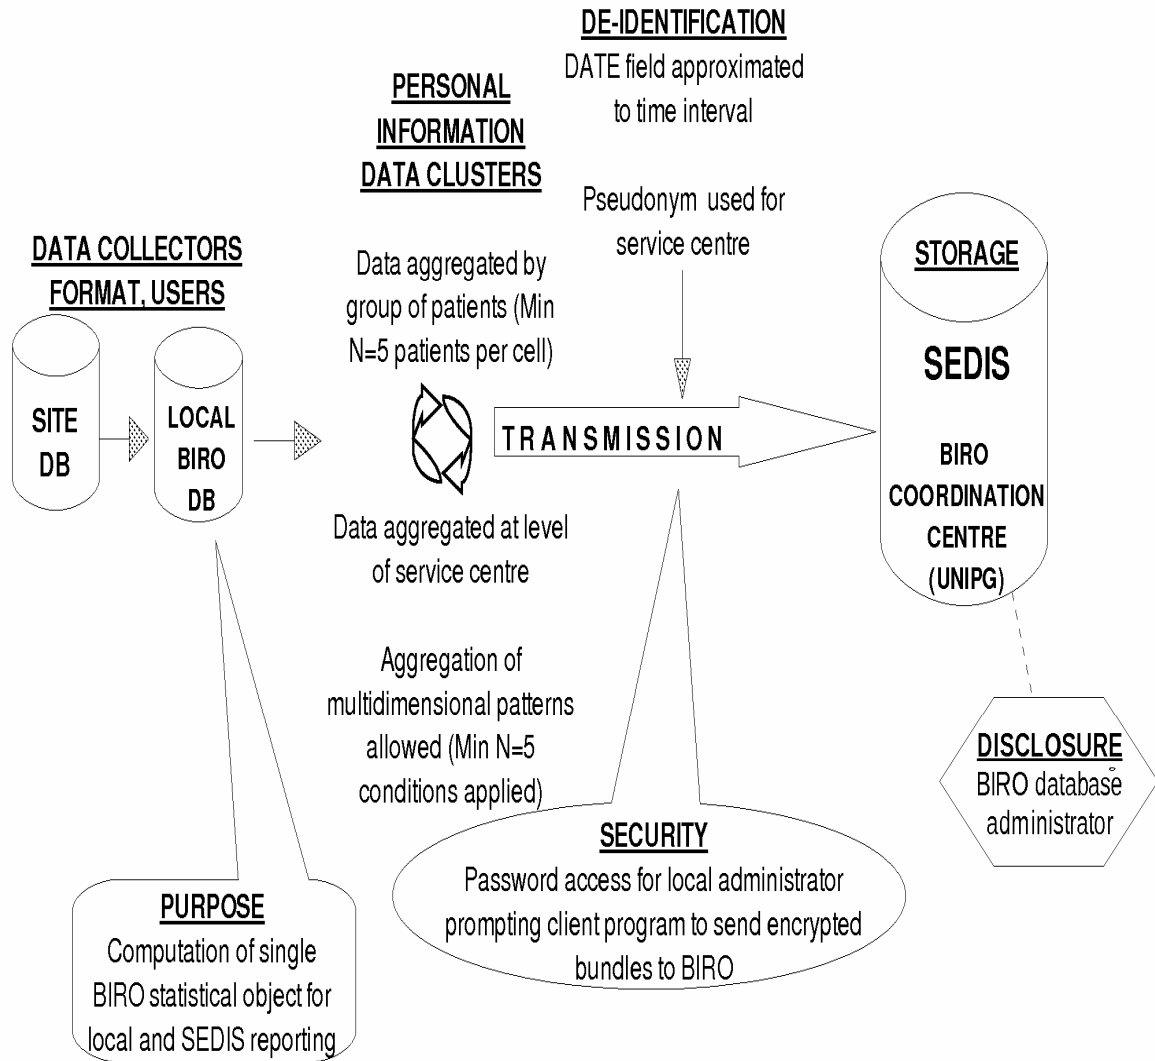 DE-IDENTIFICATION
DATE field approximated
to time interval
Pseudonym used for
service centre
PERSONAL
INFORMATION
DATA CLUSTERS
Data aggregated by
group of patients (Min
N=5 patients per cell)
DATA COLLECTORS
FORMAT, USERS
SITE
DB
LOCAL
BIRO
DB
TRANSMISSION
STORAGE
SEDIS
BIRO
COORDINATION
CENTRE
(UNIPG)
Data aggregated at level
of service centre
Aggregation of
multidimensional patterns
allowed (Min N=5
conditions applied)
DISCLOSURE
BIRO database
administrator
SECURITY
Password access for local administrator
prompting client program to send encrypted
bundles to BIRO
PURPOSE
Computation of single
BIRO statistical object for
local and SEDIS reporting